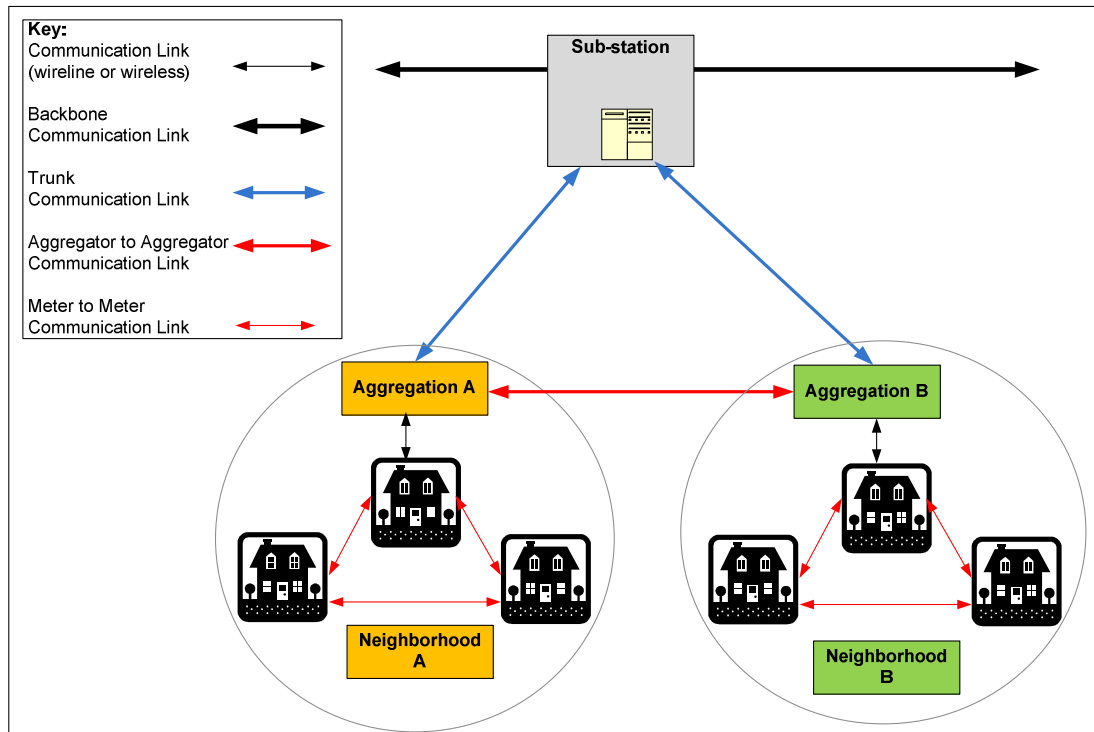 Key:
Communication Link
(wireline or wireless)
Backbone
Communication Link
Trunk
Communication Link
Aggregator to Aggregator
Communication Link
Meter to Meter
Communication Link
Sub-station
Aggregation A
Aggregation B
Neighborhood
A
Neighborhood
B